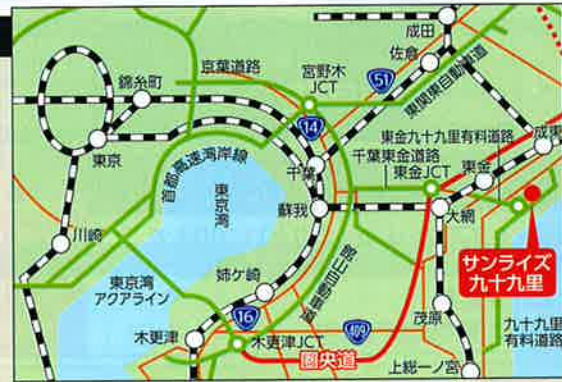 成田
佐倉
宮野木
JCT
京葉道路
51
東関東自動車道
錦糸町
14
東金九十九里有料道路
成東
東京
首都高速湾岸線
千葉
千葉東金道路
東金JCT
東金
東京湾
蘇我
大網
川崎
サンライズ
九十九里
東京湾
アクアライン
姉ケ崎
館山自動車道
16
409
茂原
九十九里
有料道路
木更津
木更津JCT
圏央道
上総一ノ宮